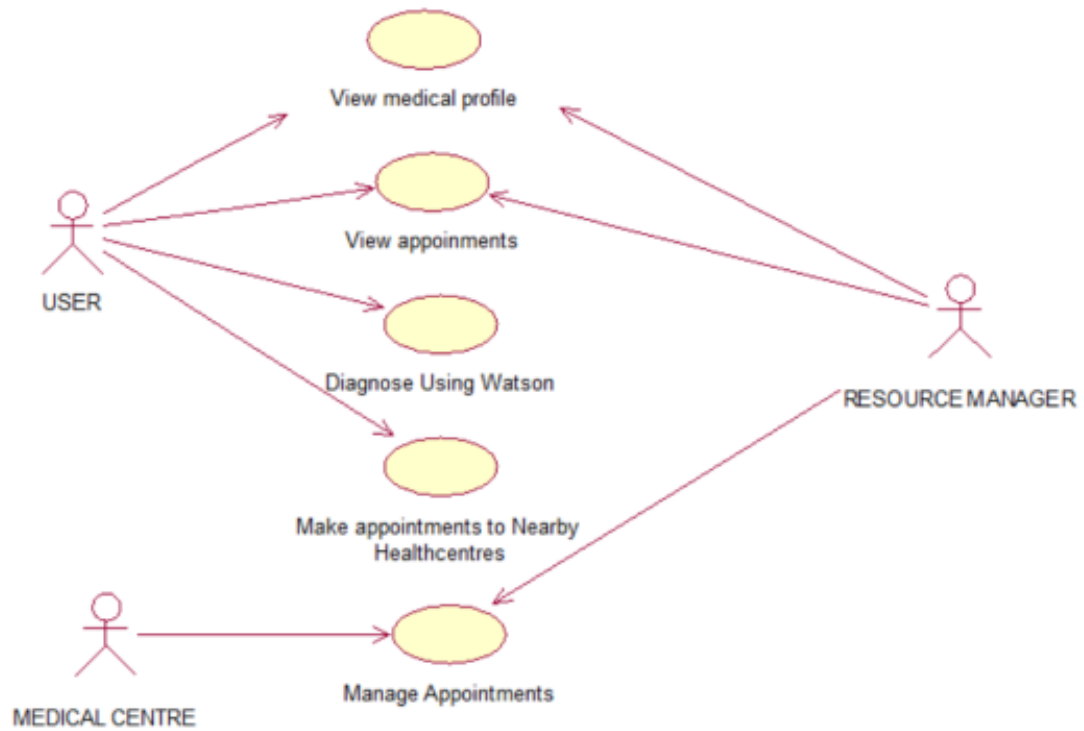 View medical profile
View appoinments
USER
Diagnose Using Watson
RESOURCE MANAGER
Make appointments to Nearby
Healthcentres
Manage Appointments
MEDICAL CENTRE